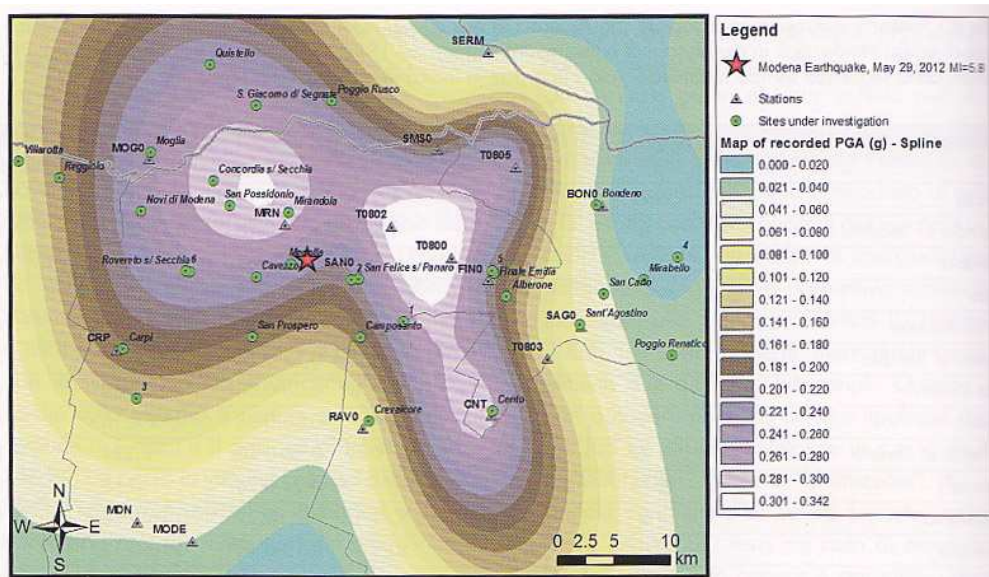 SERM
Quistello
S. Giacomo di Segnate
Poggio Rusco
SMS0
Villarotta
MOG0
Moglia
T0805
Reggiolo
Concordia s/ Secchia
BON0
Bondeno
Novi di Modena
San Possidonio
Mirandola
MRN
T0802
T0800
4
Rovereto s/ Secchia
6
Cavezzo
SAN0
2
San Felice s/ Panaro
FIN0
5
Finale Emilia
Mirabello
Alberone
San Carlo
1
SAG0
Sant'Agostino
San Prospero
Camposanto
CRP
Carpi
T0803
Poggio Renatico
3
CNT
Cento
RAV0
Crevalcore
MDN
MODE
N
W
E
S
0 2.5 5 10
km
Legend
Modena Earthquake, May 29, 2012 Ml=5.8
Stations
Sites under investigation
Map of recorded PGA (g) - Spline
0.000 - 0.020
0.021 - 0.040
0.041 - 0.060
0.061 - 0.080
0.081 - 0.100
0.101 - 0.120
0.121 - 0.140
0.141 - 0.160
0.161 - 0.180
0.181 - 0.200
0.201 - 0.220
0.221 - 0.240
0.241 - 0.260
0.261 - 0.280
0.281 - 0.300
0.301 - 0.342